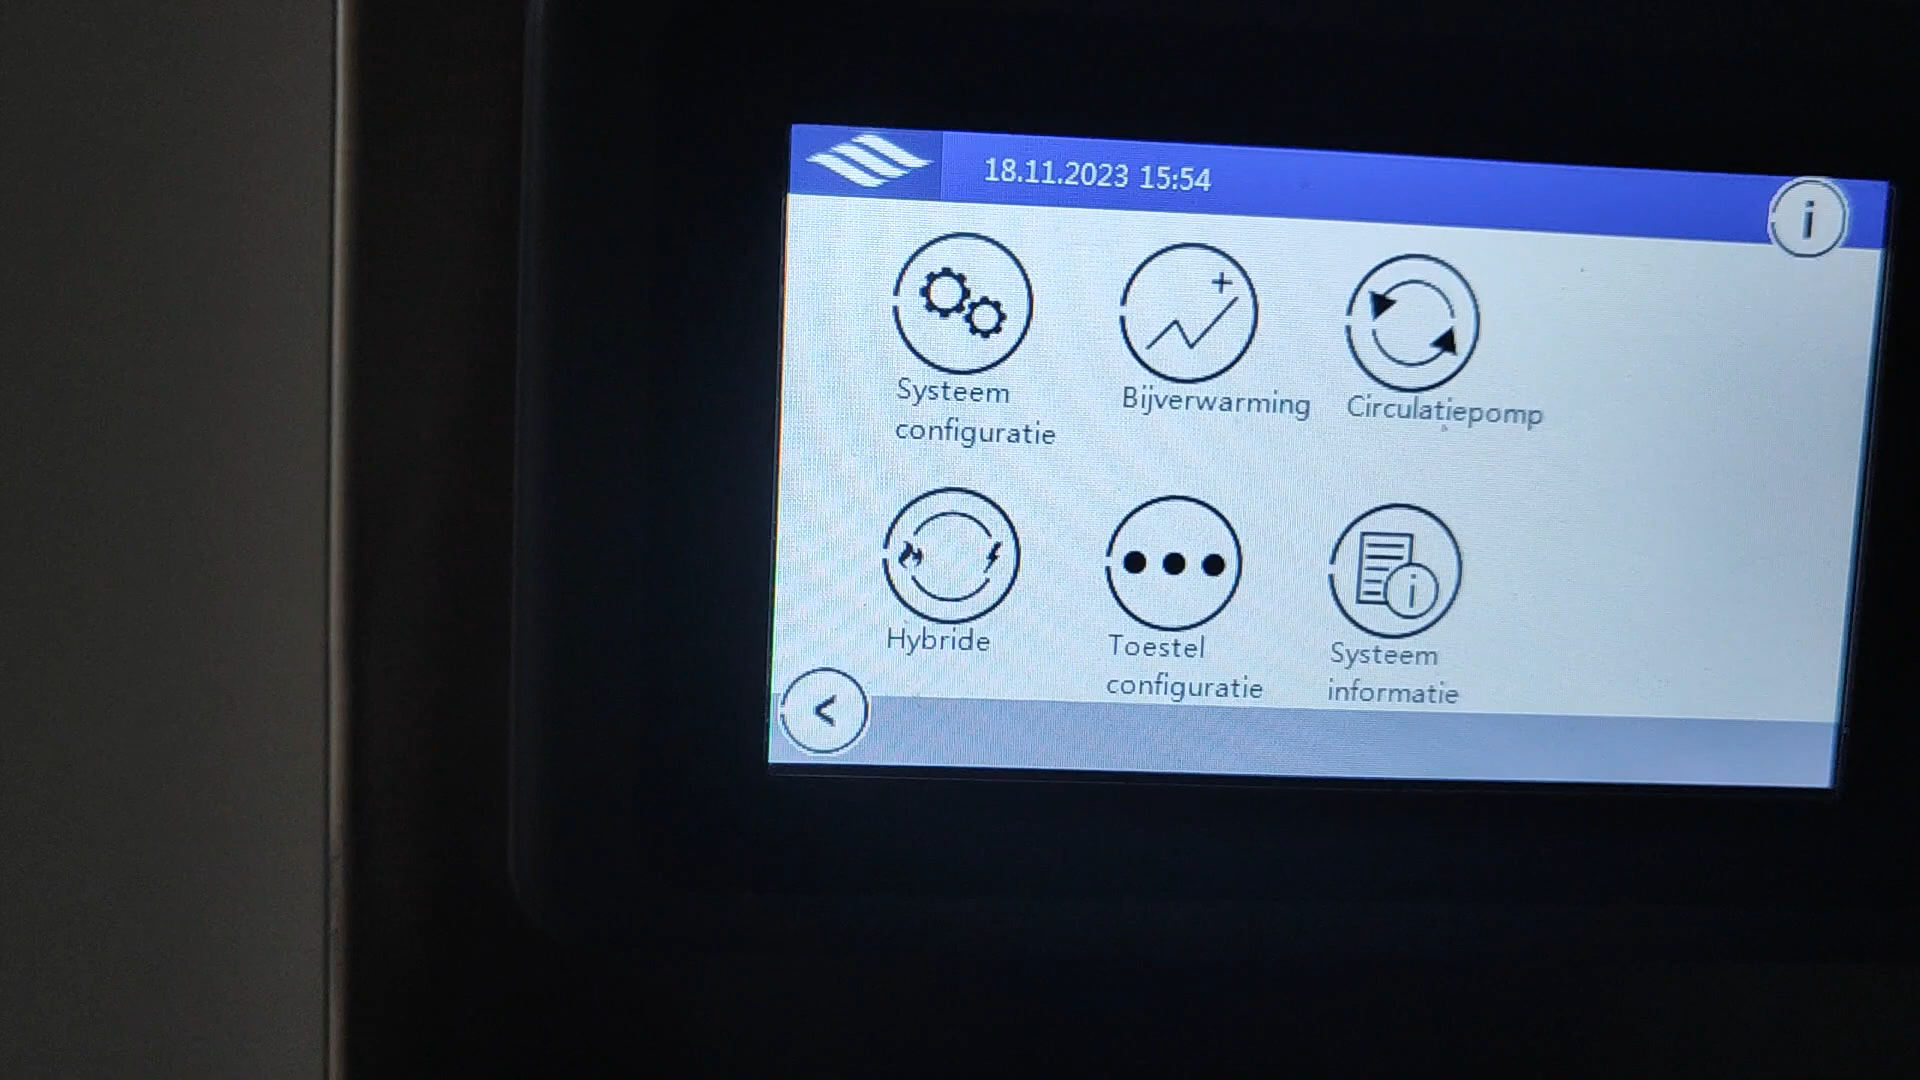 18.11.2023 15:54
i
Systeem
configuratie
Bijverwarming
Circulatiepomp
Hybride
Toestel
configuratie
Systeem
informatie
<